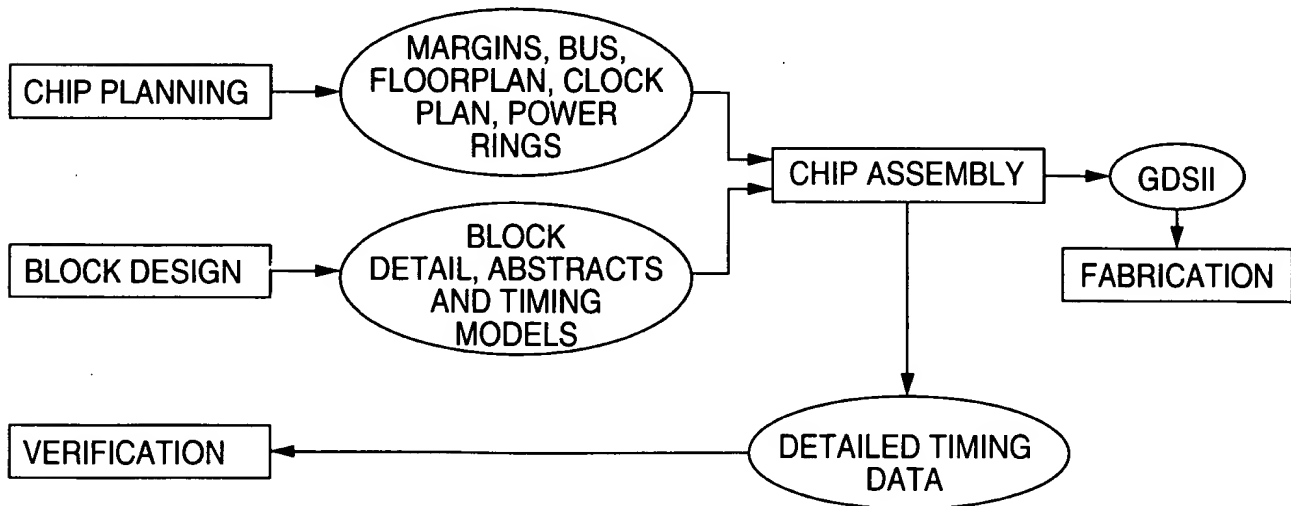 CHIP PLANNING
MARGINS, BUS,
FLOORPLAN, CLOCK
PLAN, POWER
RINGS
CHIP ASSEMBLY
GDSII
BLOCK DESIGN
BLOCK
DETAIL, ABSTRACTS
AND TIMING
MODELS
FABRICATION
VERIFICATION
DETAILED TIMING
DATA